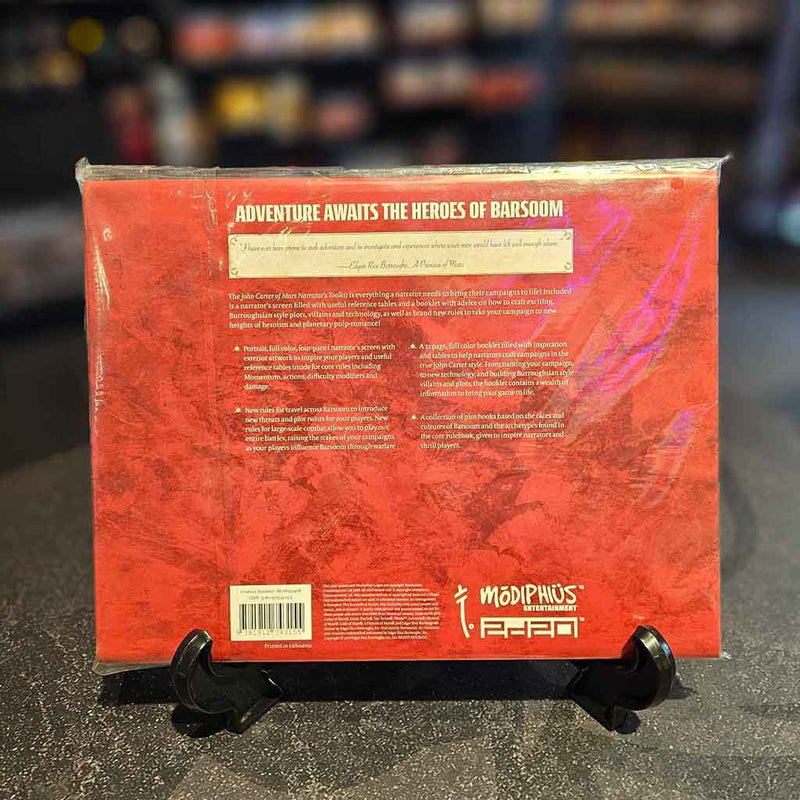 ADVENTURE AWAITS THE HEROES OF BARSOOM
"I have ever been prone to seek adventure and to investigate and experiment where wiser men would have left well enough alone."
—Edgar Rice Burroughs, A Princess of Mars
The John Carter of Mars Narrator's Toolkit is everything a narrator needs to bring their campaigns to life! Included
is a narrator's screen filled with useful reference tables and a booklet with advice on how to craft exciting,
Burroughsian style plots, villains and technology, as well as brand new rules to take your campaign to new
heights of heroism and planetary pulp-romance!
Portrait, full color, four-panel narrator's screen with
exterior artwork to inspire your players and useful
reference tables inside for core rules including
Momentum, actions, difficulty modifiers and
damage.
New rules for travel across Barsoom to introduce
new threats and plot twists for your players. New
rules for large-scale combat allow you to play out
entire battles, raising the stakes of your campaigns
as your players influence Barsoom through warfare
A 32 page, full color booklet filled with inspiration
and tables to help narrators craft campaigns in the
true John Carter style. From naming your campaign,
to new technology, and building Burroughsian style
villains and plots, the booklet contains a wealth of
information to bring your game to life.
A collection of plot hooks based on the races and
cultures of Barsoom and the archetypes found in
the core rulebook, given to inspire narrators and
thrill players.
9 781912 743155
Printed in Lithuania
MŌDIPHIÜS™
ENTERTAINMENT